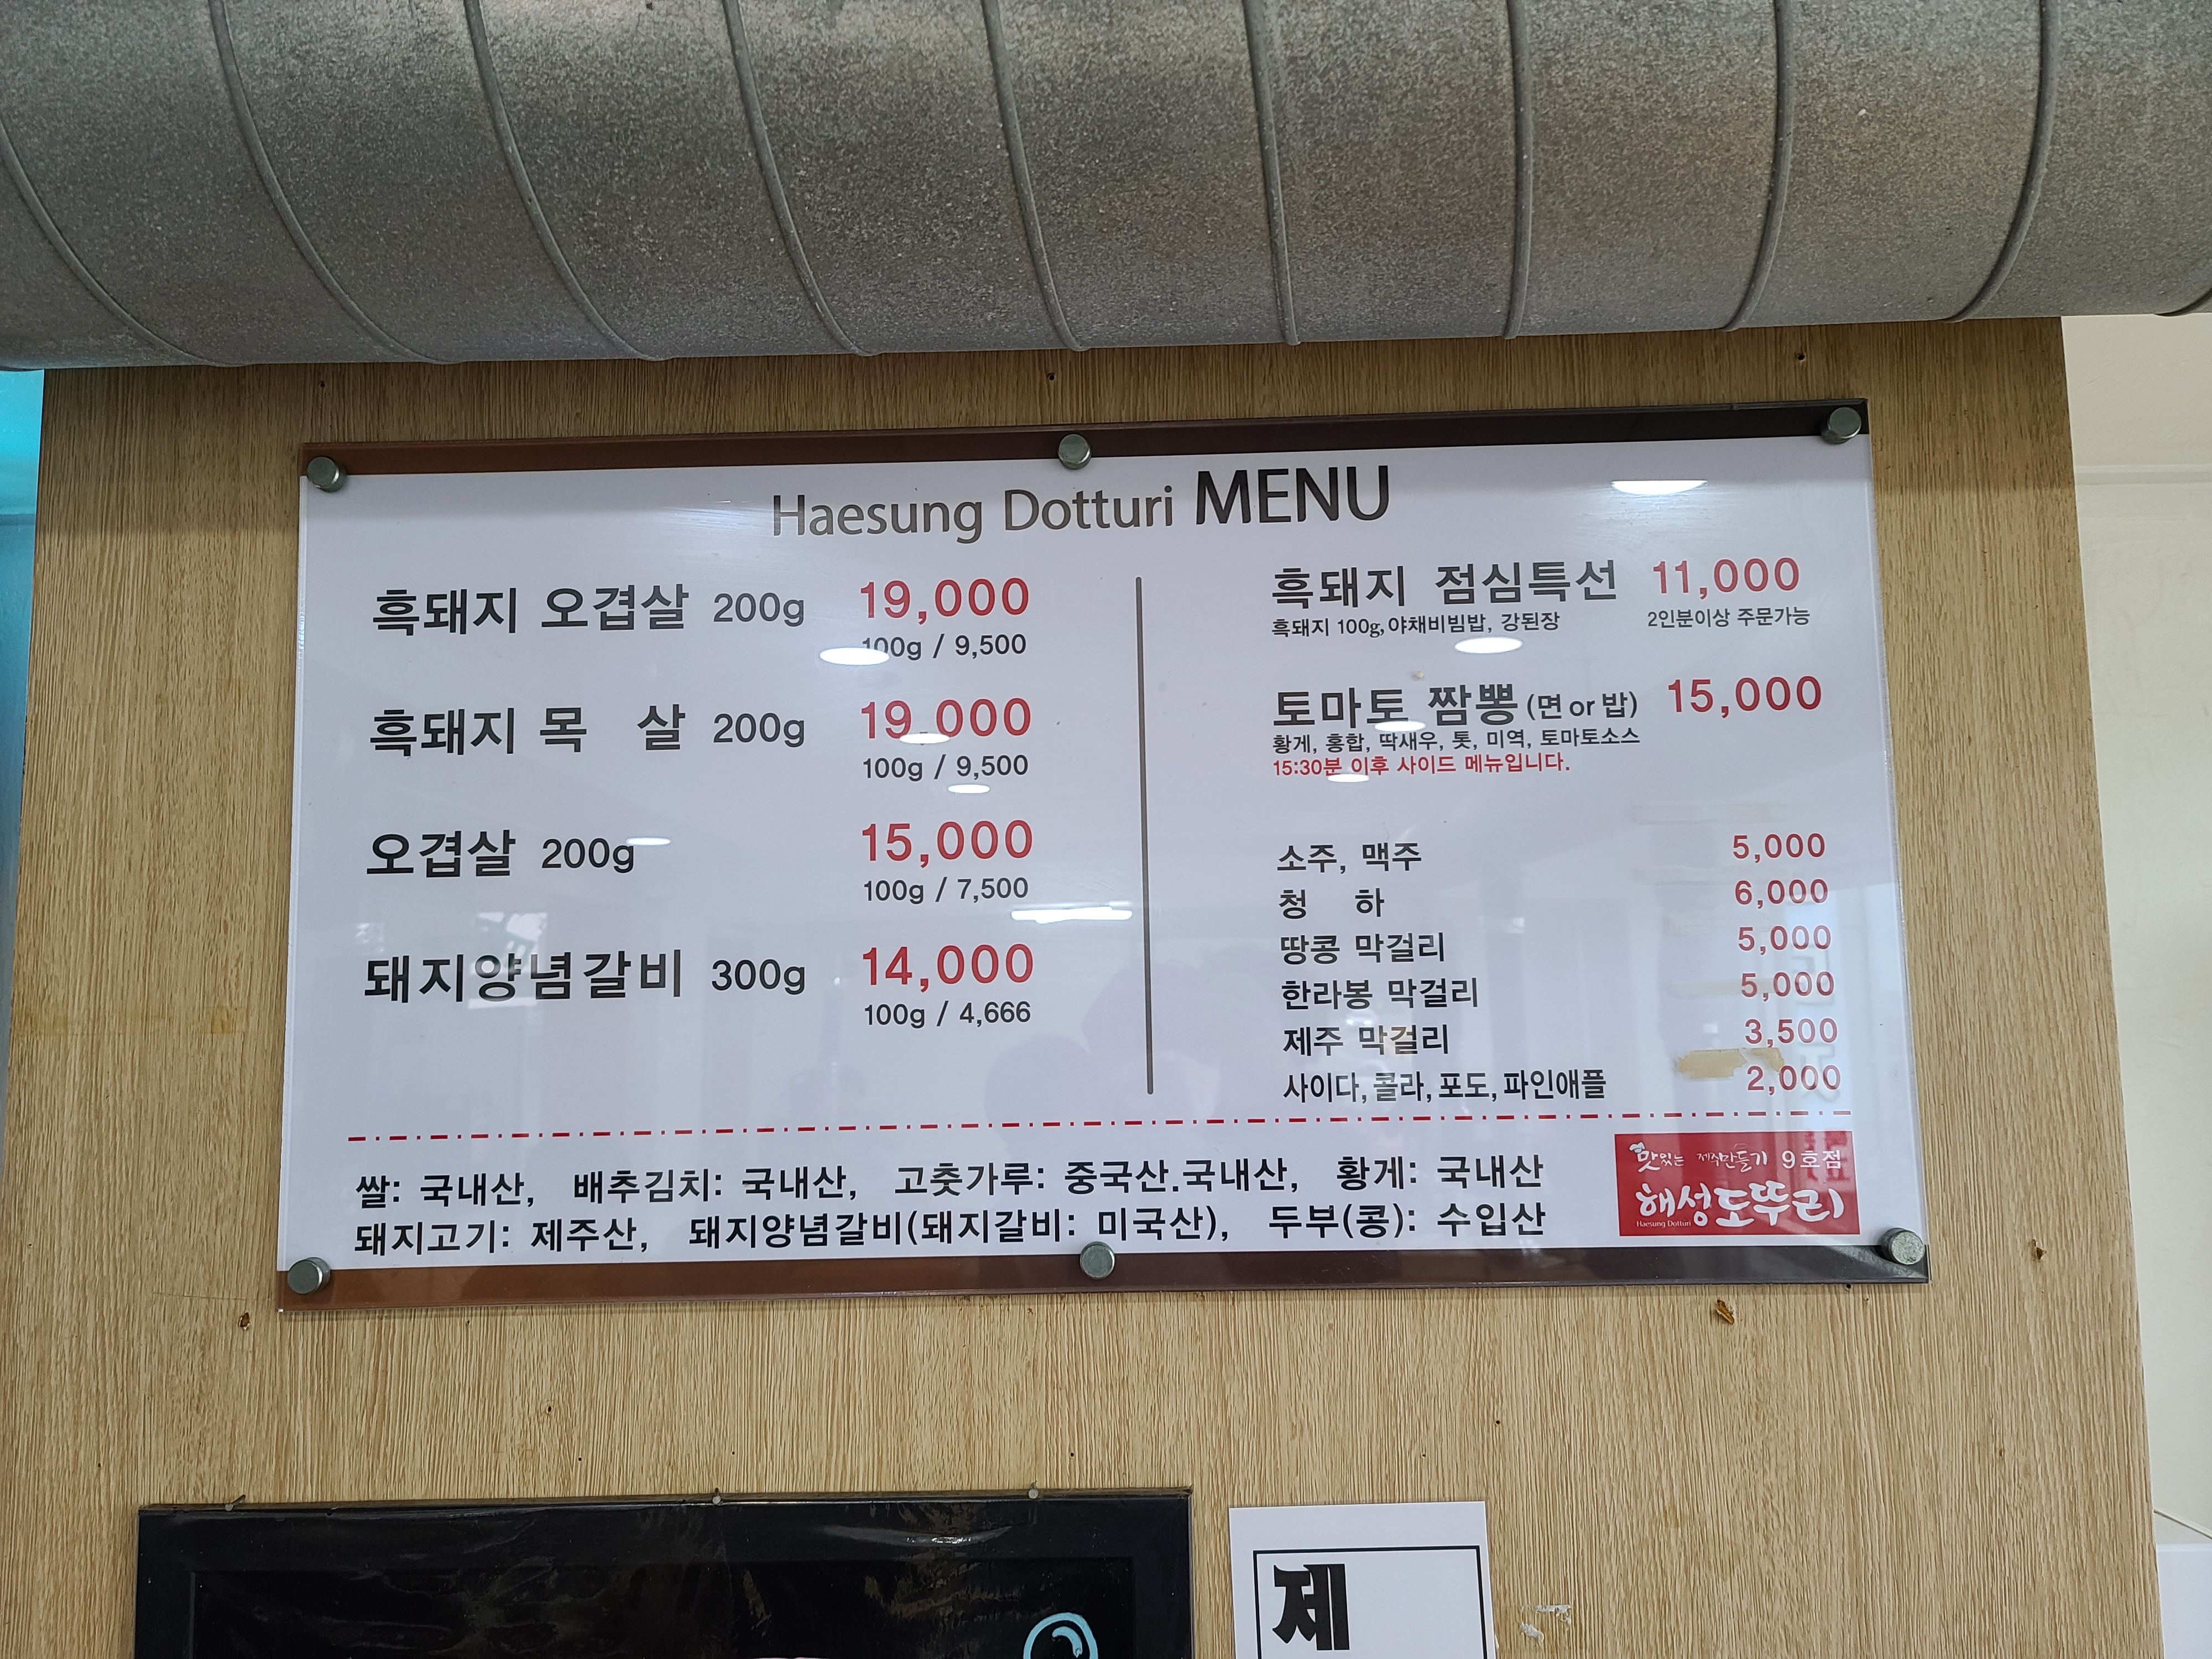 Haesung Dotturi MENU
흑돼지 오겹살 200g 19,000
100g / 9,500
흑돼지 목 살 200g 19,000
100g / 9,500
오겹살 200g 15,000
100g / 7,500
돼지양념갈비 300g 14,000
100g / 4,666
흑돼지 점심특선 11,000
흑돼지 100g, 야채비빔밥, 강된장 2인분이상 주문가능
토마토 짬뽕 (면 or 밥) 15,000
황게, 홍합, 딱새우, 톳, 미역, 토마토소스
15:30분 이후 사이드 메뉴입니다.
소주, 맥주 5,000
청 하 6,000
땅콩 막걸리 5,000
한라봉 막걸리 5,000
제주 막걸리 3,500
사이다, 콜라, 포도, 파인애플 2,000
쌀: 국내산, 배추김치: 국내산, 고춧가루: 중국산.국내산, 황게: 국내산
돼지고기: 제주산, 돼지양념갈비(돼지갈비: 미국산), 두부(콩): 수입산
맛있는 제주만들기 9호점
해성도뚜리
Haesung Dotturi
제